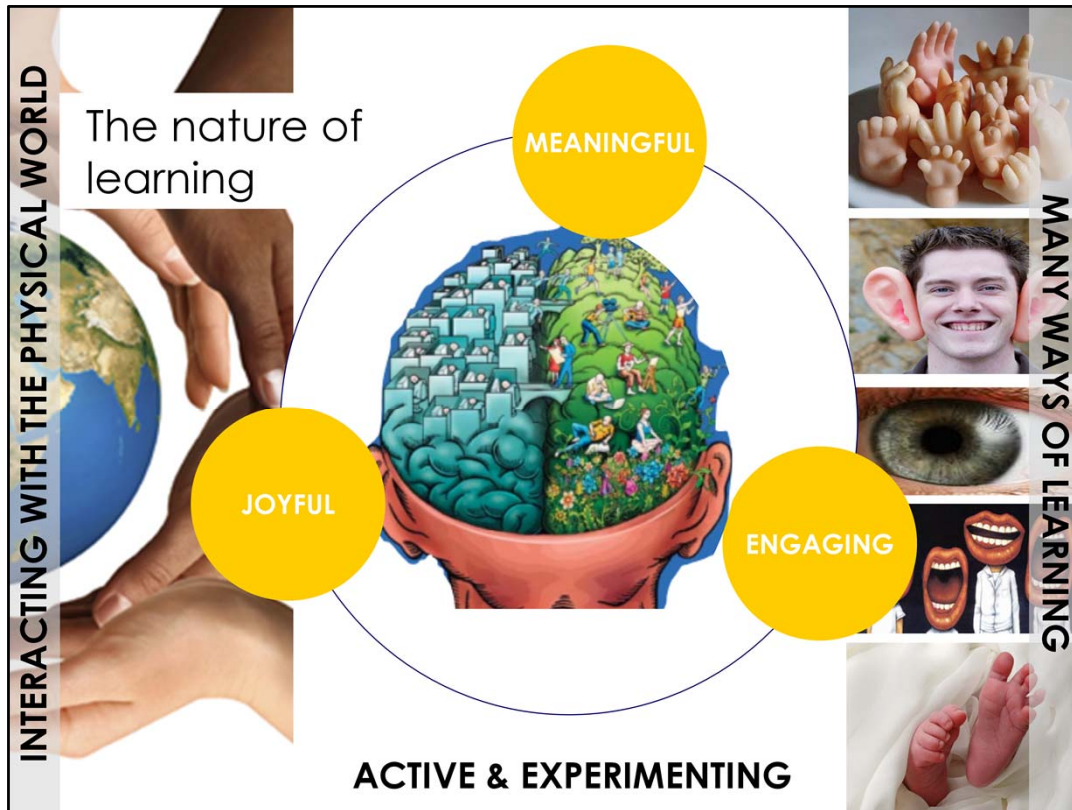 INTERACTING WITH THE PHYSICAL WORLD
The nature of
learning
MEANINGFUL
JOYFUL
ENGAGING
MANY WAYS OF LEARNING
ACTIVE & EXPERIMENTING